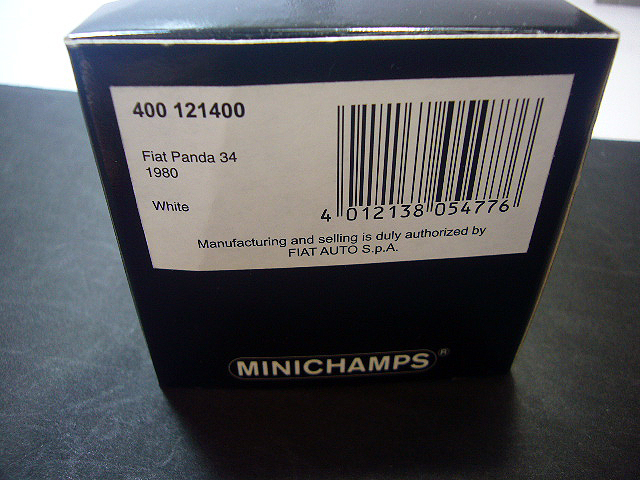 400 121400
Fiat Panda 34
1980
White
4 012138 054776
Manufacturing and selling is duly authorized by
FIAT AUTO S.p.A.
MINICHAMPS®